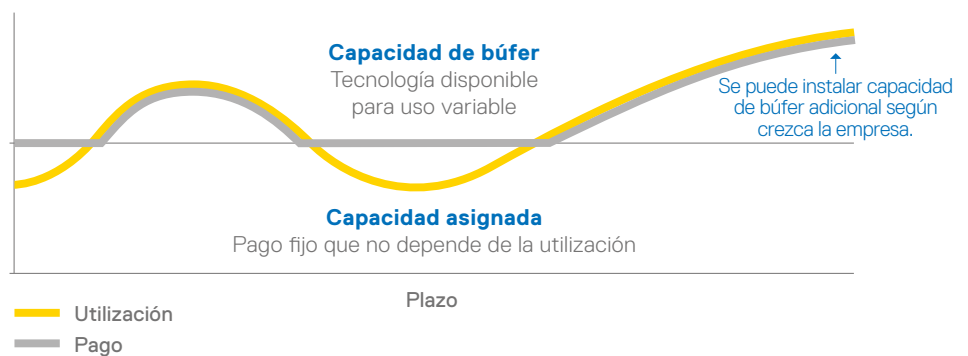 Capacidad de búfer
Tecnología disponible
para uso variable
Se puede instalar capacidad
de búfer adicional según
crezca la empresa.
Capacidad asignada
Pago fijo que no depende de la utilización
Plazo
Utilización
Pago